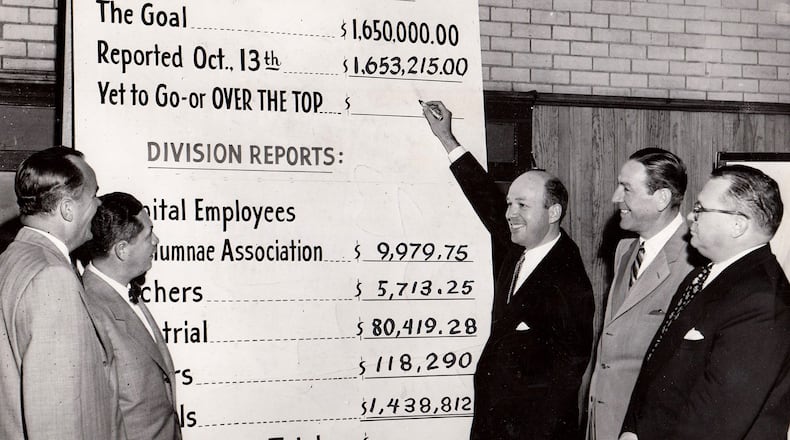 The Goal $1,650,000.00
Reported Oct., 13th $1,653,215.00
Yet to Go-or OVER THE TOP $
DIVISION REPORTS:
pital Employees
lumnae Association $ 9,979.75
chers $ 5,713.25
trial $ 80,419.28
rs $ 118,290
ls $1,438,812
$